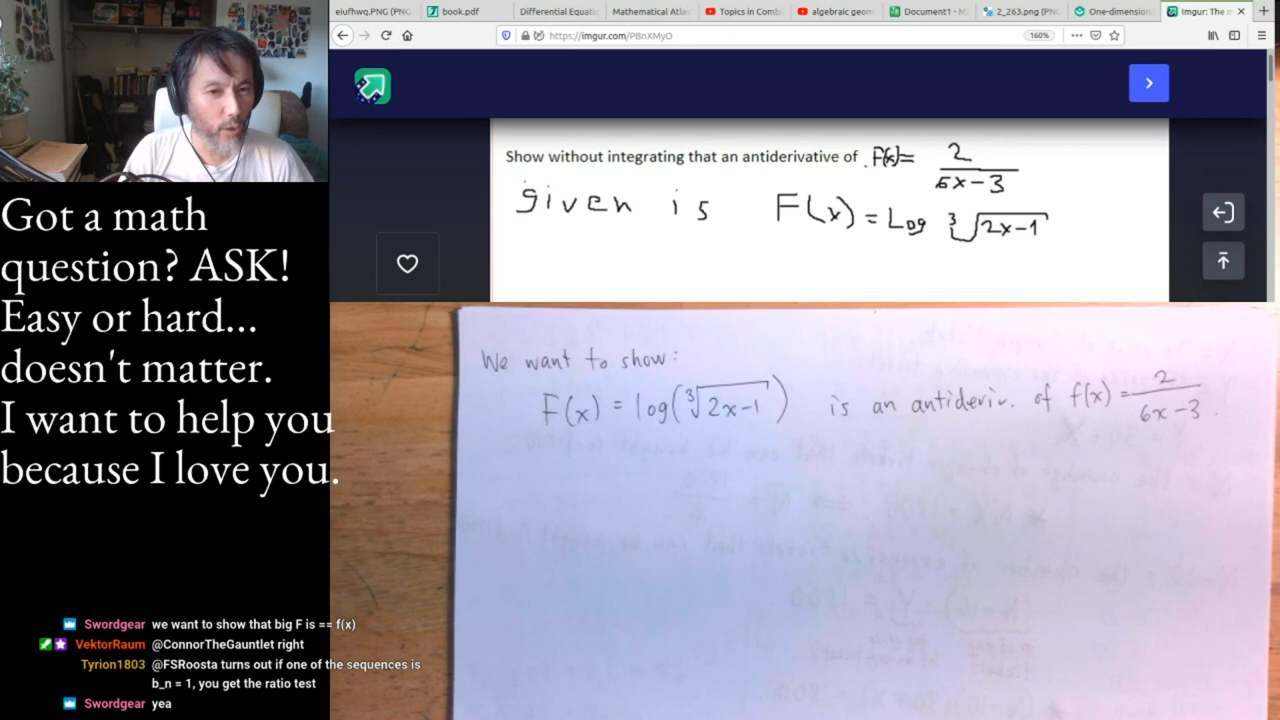 eiufhwq.PNG (PNG
book.pdf
Differential Equati
Mathematical Atlas
Topics in Comb
algebraic geom
Document1 - M
2_263.png (PN
One-dimension
Imgur: The m
https://imgur.com/PBnXMyO
160%
Show without integrating that an antiderivative of f(x)= 2/(6x-3)
given is F(x) = Log ∛(2x-1)
Got a math
question? ASK!
Easy or hard...
doesn't matter.
I want to help you
because I love you.
We want to show:
F(x) = log(∛(2x-1)) is an antideriv. of f(x) = 2/(6x-3).
Swordgear we want to show that big F is == f(x)
VektorRaum @ConnorTheGauntlet right
Tyrion1803 @FSRoosta turns out if one of the sequences is
b_n = 1, you get the ratio test
Swordgear yea